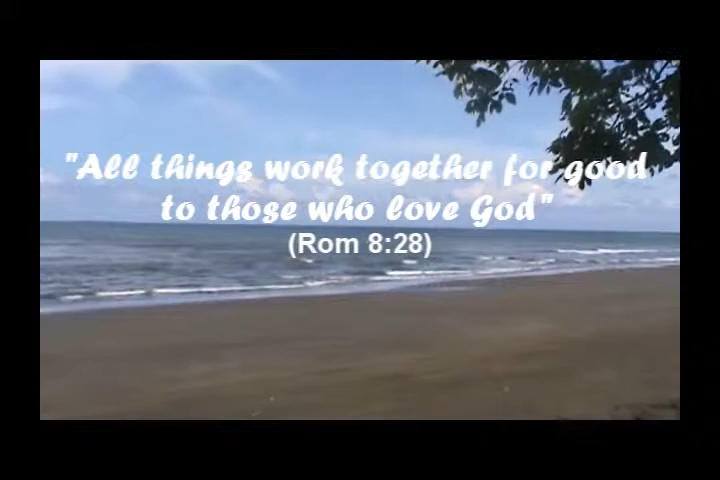 "All things work together for good
to those who love God"
(Rom 8:28)